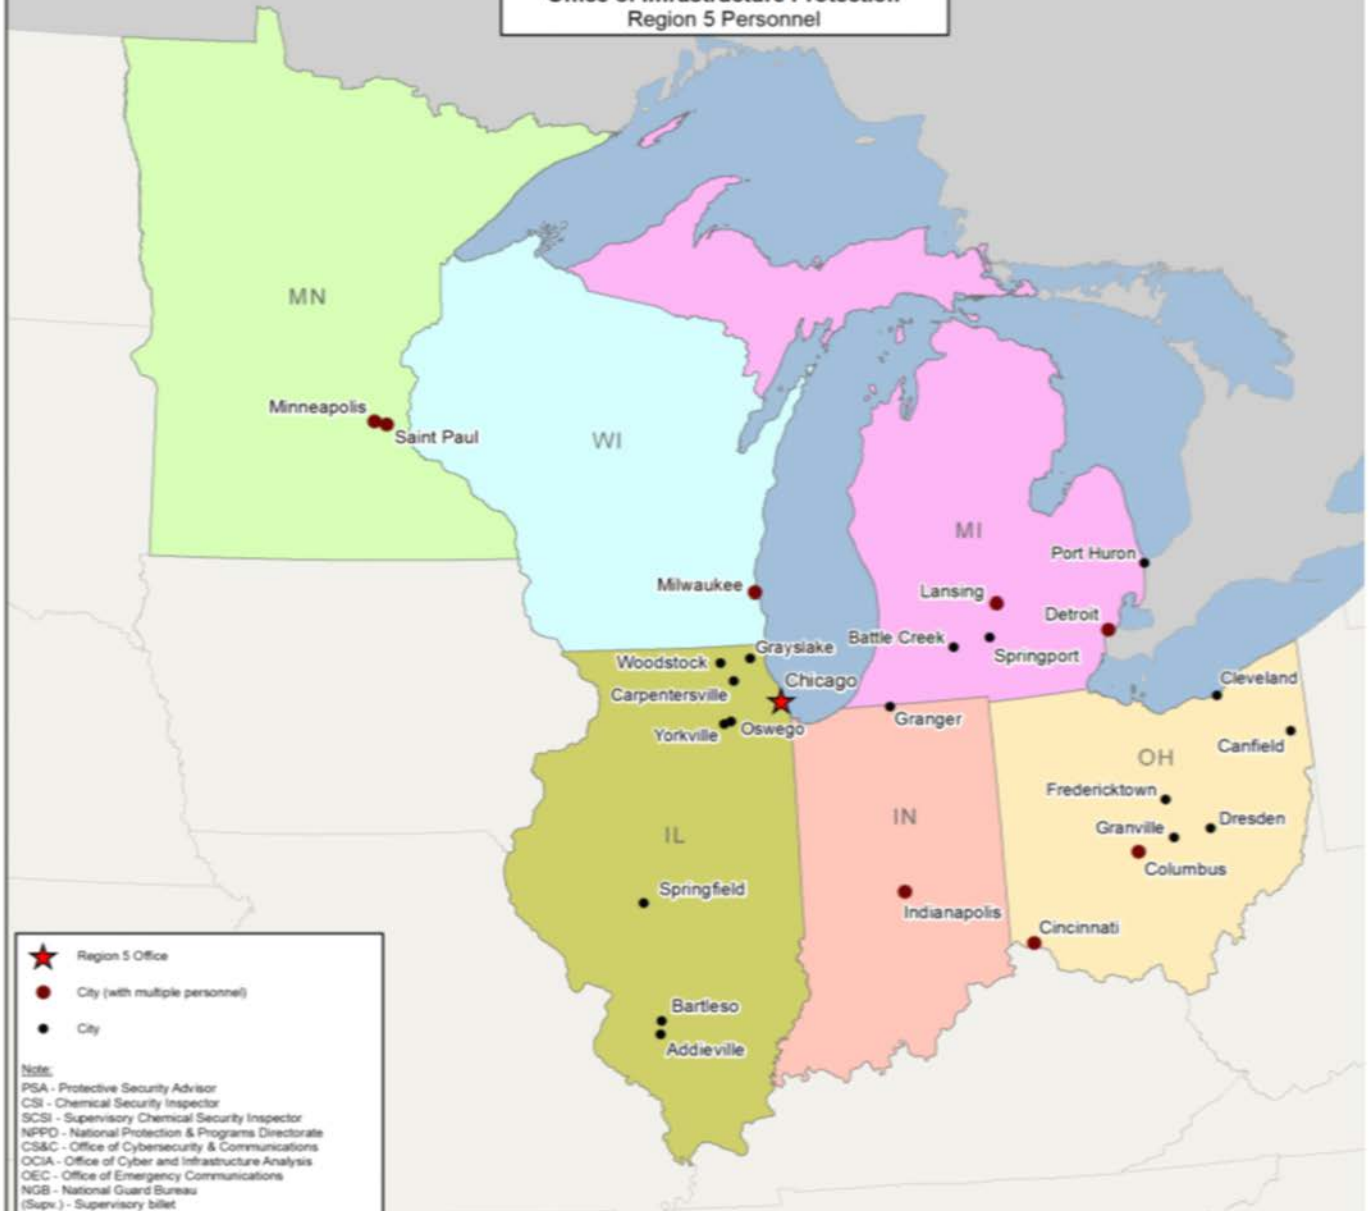 Region 5 Personnel
MN
Minneapolis
Saint Paul
WI
MI
Port Huron
Milwaukee
Lansing
Detroit
Battle Creek
Springport
Grayslake
Woodstock
Chicago
Carpentersville
Cleveland
Granger
Oswego
Yorkville
Canfield
OH
Fredericktown
IN
Dresden
Granville
IL
Columbus
Springfield
Indianapolis
Cincinnati
Bartleso
Addieville
Region 5 Office
City (with multiple personnel)
City
Note:
PSA - Protective Security Advisor
CSI - Chemical Security Inspector
SCSI - Supervisory Chemical Security Inspector
NPPD - National Protection & Programs Directorate
CS&C - Office of Cybersecurity & Communications
OCIA - Office of Cyber and Infrastructure Analysis
OEC - Office of Emergency Communications
NGB - National Guard Bureau
(Supv.) - Supervisory billet